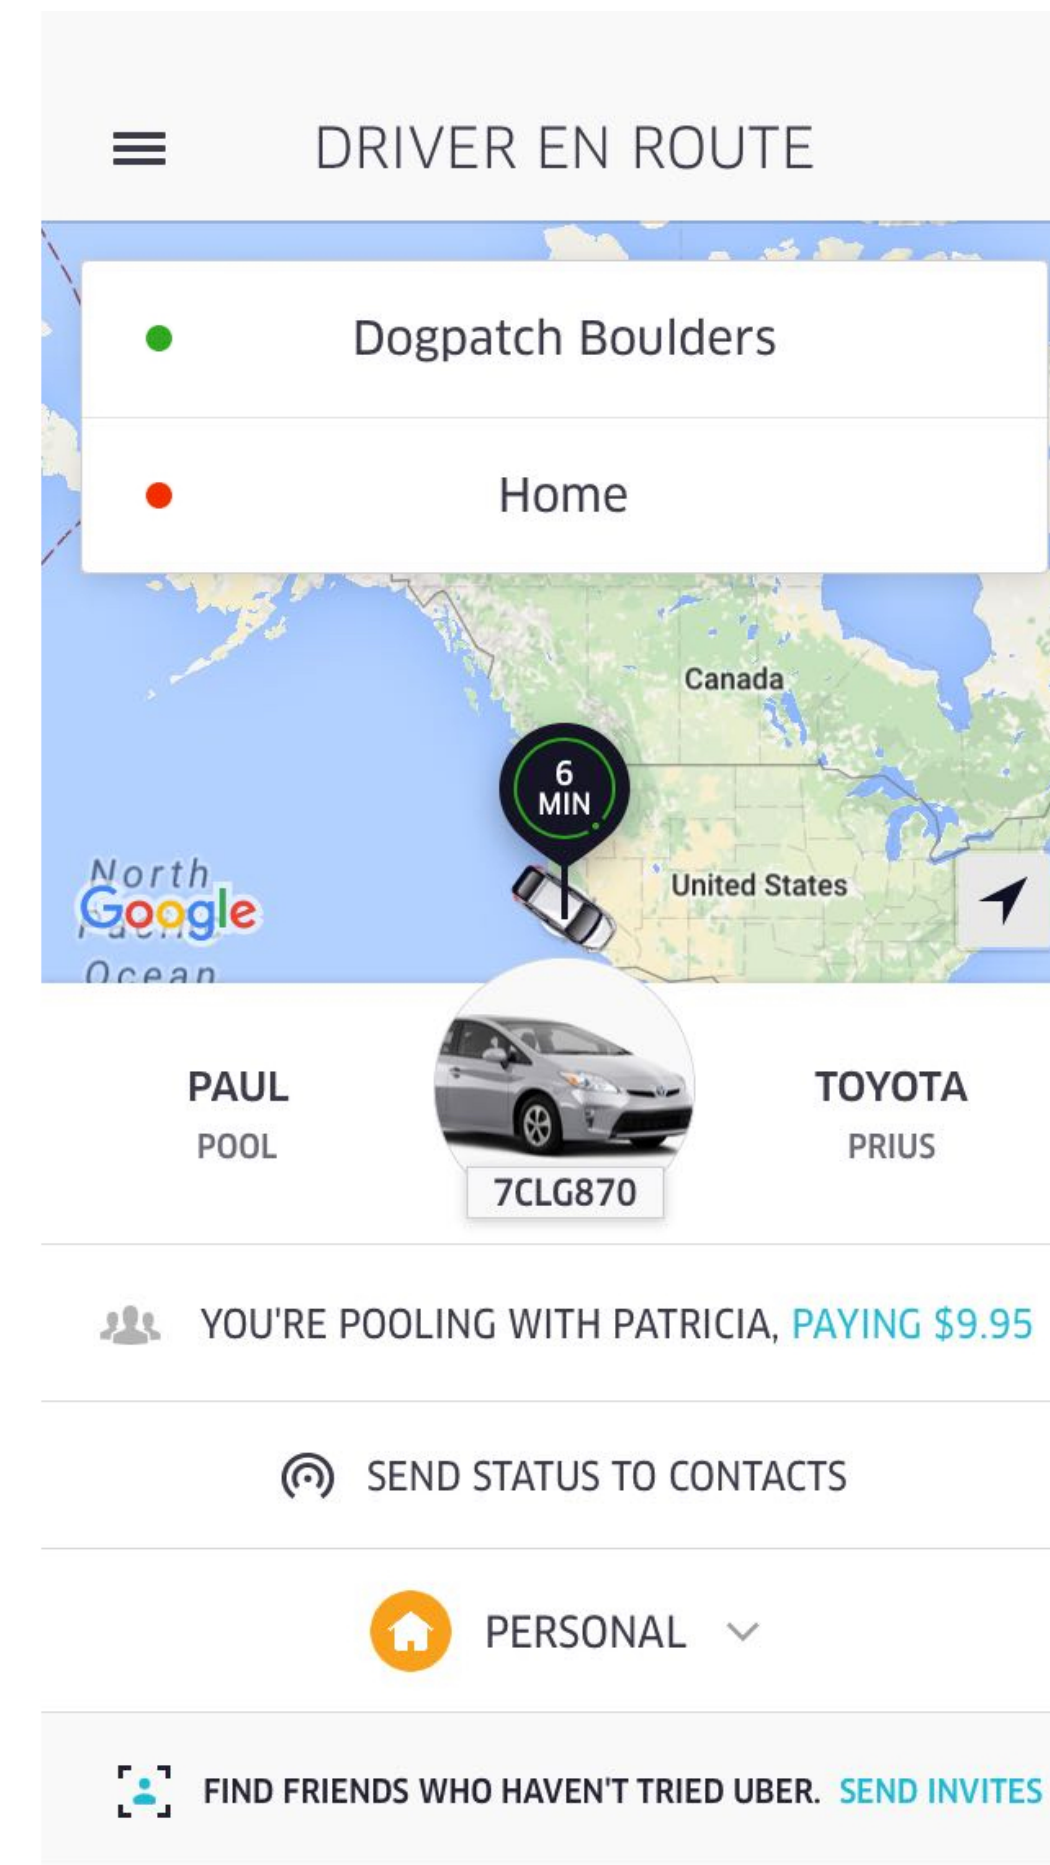 DRIVER EN ROUTE
Dogpatch Boulders
Home
Canada
6
MIN
United States
North
Pacific
Ocean
Google
PAUL
POOL
TOYOTA
PRIUS
7CLG870
YOU'RE POOLING WITH PATRICIA, PAYING $9.95
SEND STATUS TO CONTACTS
PERSONAL
FIND FRIENDS WHO HAVEN'T TRIED UBER. SEND INVITES